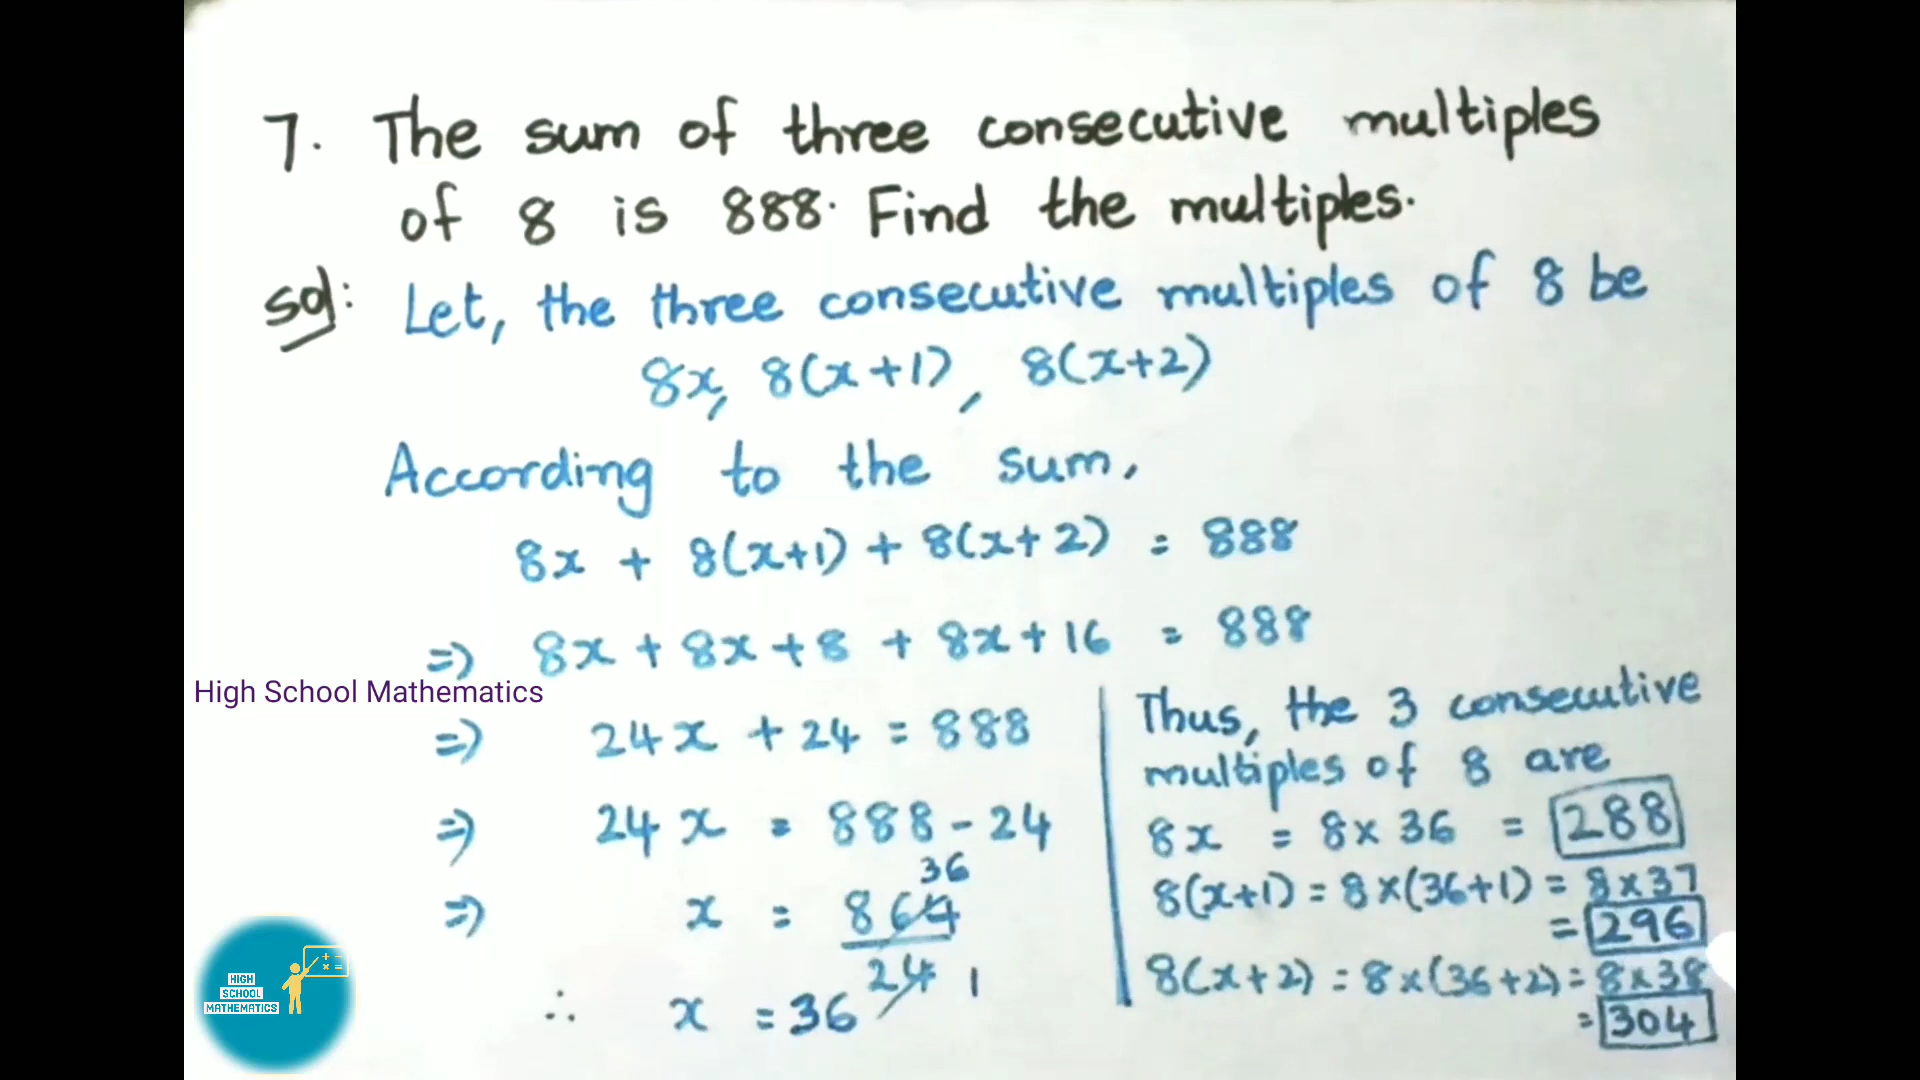 7. The sum of three consecutive multiples
of 8 is 888. Find the multiples.
Sol: Let, the three consecutive multiples of 8 be
8x, 8(x+1), 8(x+2)
According to the sum,
8x + 8(x+1) + 8(x+2) = 888
=> 8x + 8x + 8 + 8x + 16 = 888
High School Mathematics
=> 24x + 24 = 888
=> 24x = 888 - 24
36
=> x = 864
24 1
∴ x = 36
Thus, the 3 consecutive
multiples of 8 are
8x = 8 x 36 = 288
8(x+1) = 8 x (36+1) = 8 x 37
= 296
8(x+2) = 8 x (36+2) = 8 x 38
= 304
HIGH
SCHOOL
MATHEMATICS
+ -
× =